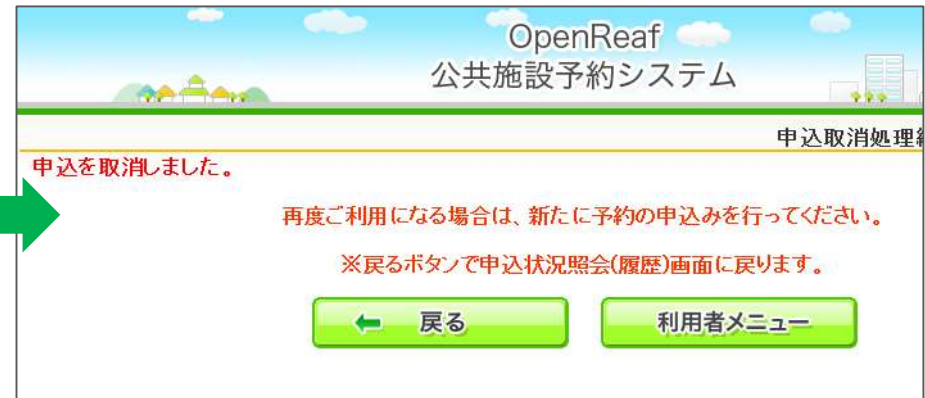 OpenReaf
公共施設予約システム
申込取消処理
申込を取消しました。
再度ご利用になる場合は、新たに予約の申込みを行ってください。
※戻るボタンで申込状況照会(履歴)画面に戻ります。
戻る
利用者メニュー